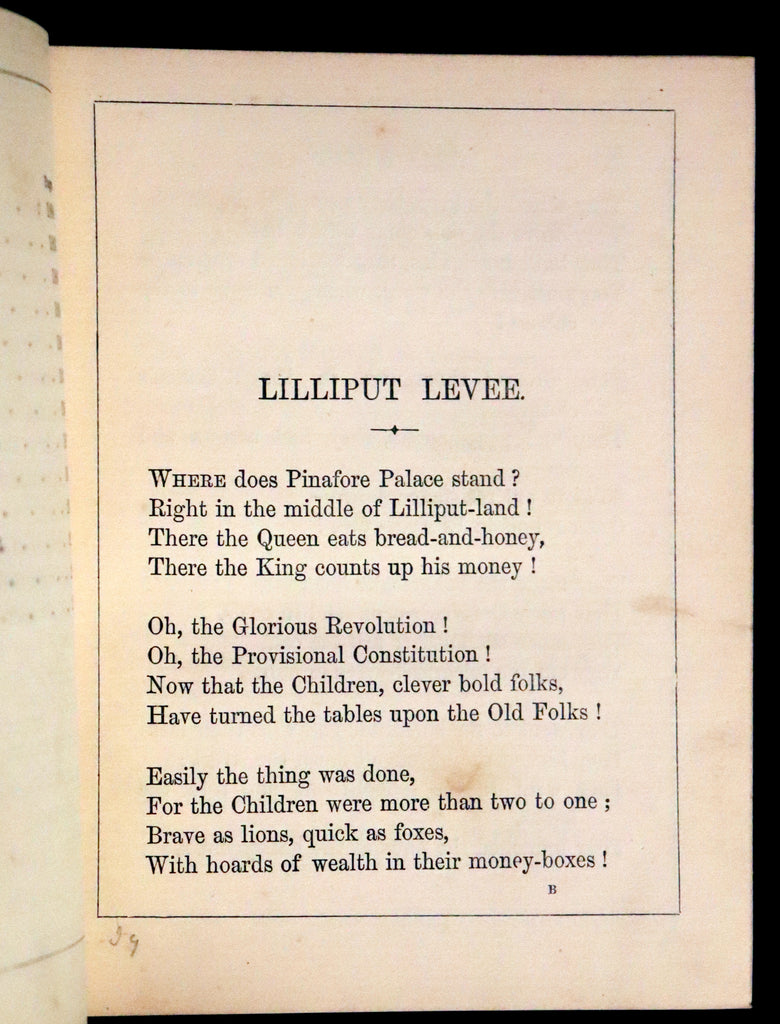 LILLIPUT LEVEE.
WHERE does Pinafore Palace stand ?
Right in the middle of Lilliput-land !
There the Queen eats bread-and-honey,
There the King counts up his money !
Oh, the Glorious Revolution !
Oh, the Provisional Constitution !
Now that the Children, clever bold folks,
Have turned the tables upon the Old Folks !
Easily the thing was done,
For the Children were more than two to one ;
Brave as lions, quick as foxes,
With hoards of wealth in their money-boxes !
B